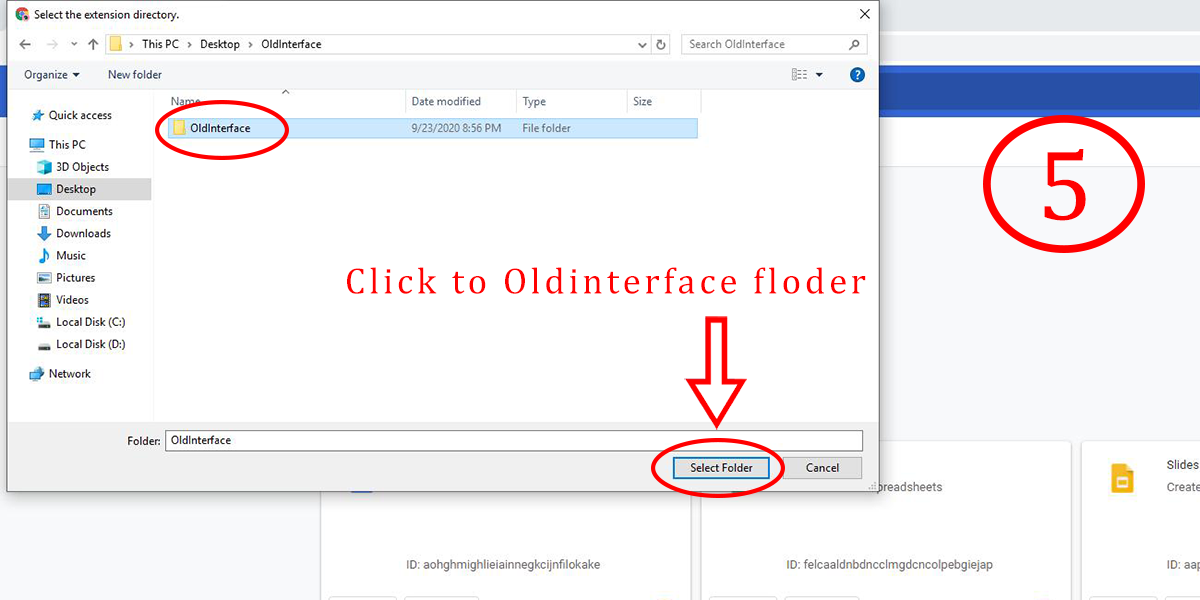 Select the extension directory.
This PC > Desktop > OldInterface
Search OldInterface
Organize
New folder
?
Name
Date modified
Type
Size
Quick access
OldInterface
9/23/2020 8:56 PM
File folder
This PC
3D Objects
Desktop
Documents
Downloads
Music
Pictures
Videos
Local Disk (C:)
Local Disk (D:)
Network
5
Click to Oldinterface floder
Folder: OldInterface
Select Folder
Cancel
preadsheets
Slides
Create
ID: aohghmighlieiainnegkcijnfilokake
ID: felcaaldnbdncclmgdcncolpebgiejap
ID: aap